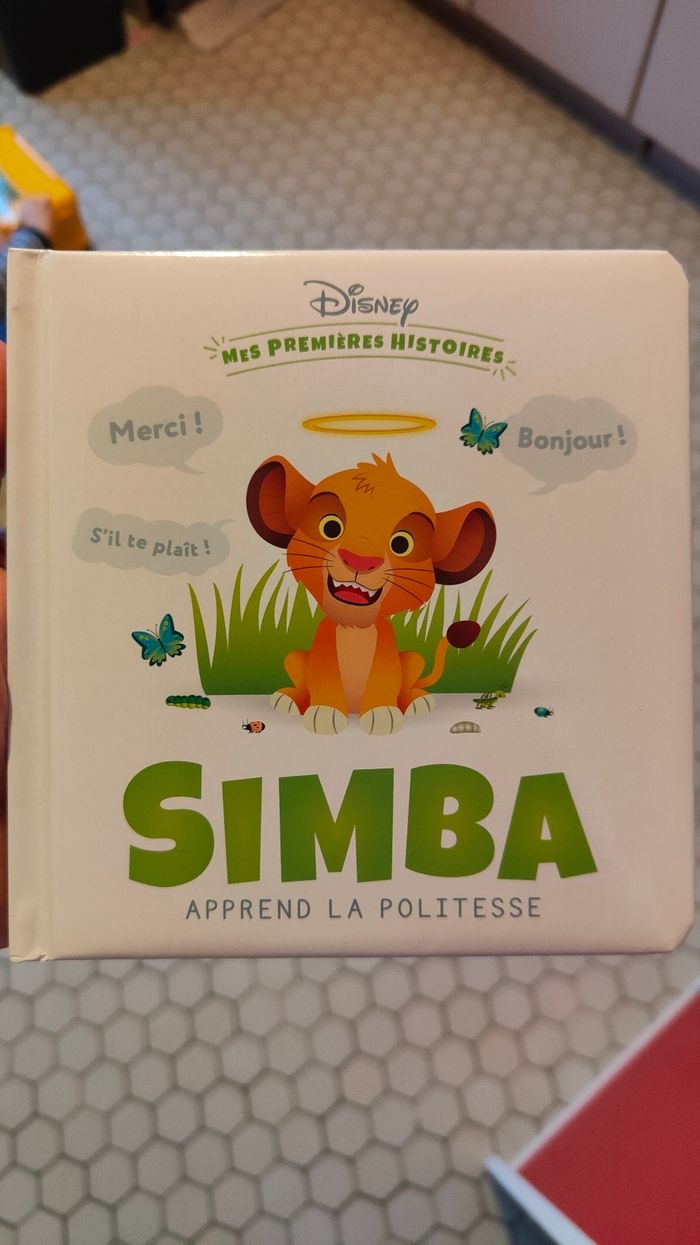 Disney
MES PREMIÈRES HISTOIRES
Merci !
Bonjour !
S'il te plaît !
SIMBA
APPREND LA POLITESSE